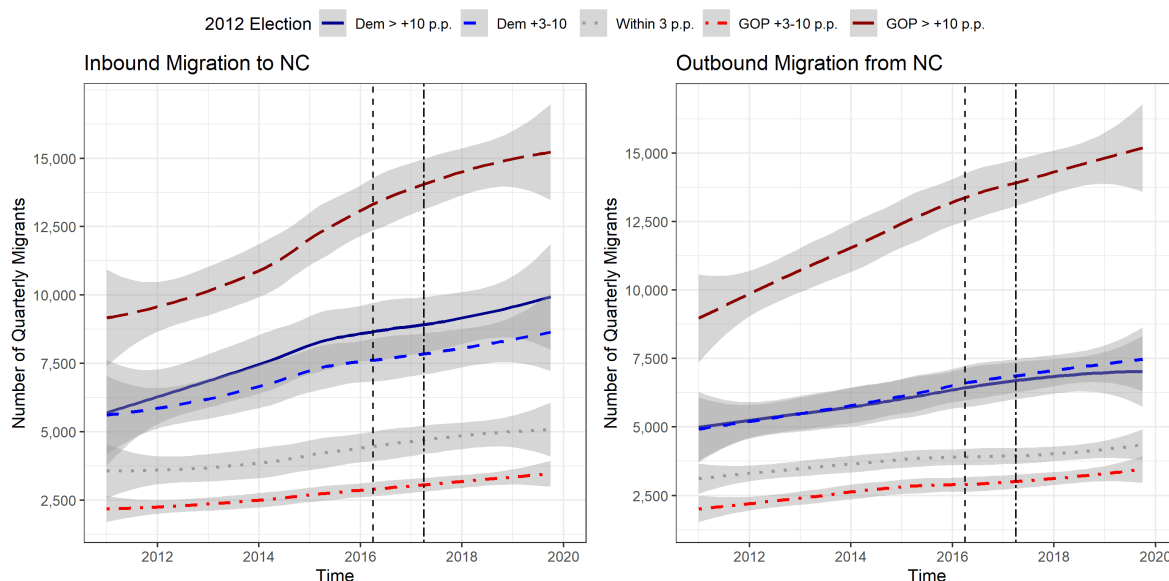 2012 Election Dem > +10 p.p. Dem +3-10 Within 3 p.p. GOP +3-10 p.p. GOP > +10 p.p.
Inbound Migration to NC
Number of Quarterly Migrants
15,000
12,500
10,000
7,500
5,000
2,500
2012 2014 2016 2018 2020
Time
Outbound Migration from NC
Number of Quarterly Migrants
15,000
12,500
10,000
7,500
5,000
2,500
2012 2014 2016 2018 2020
Time